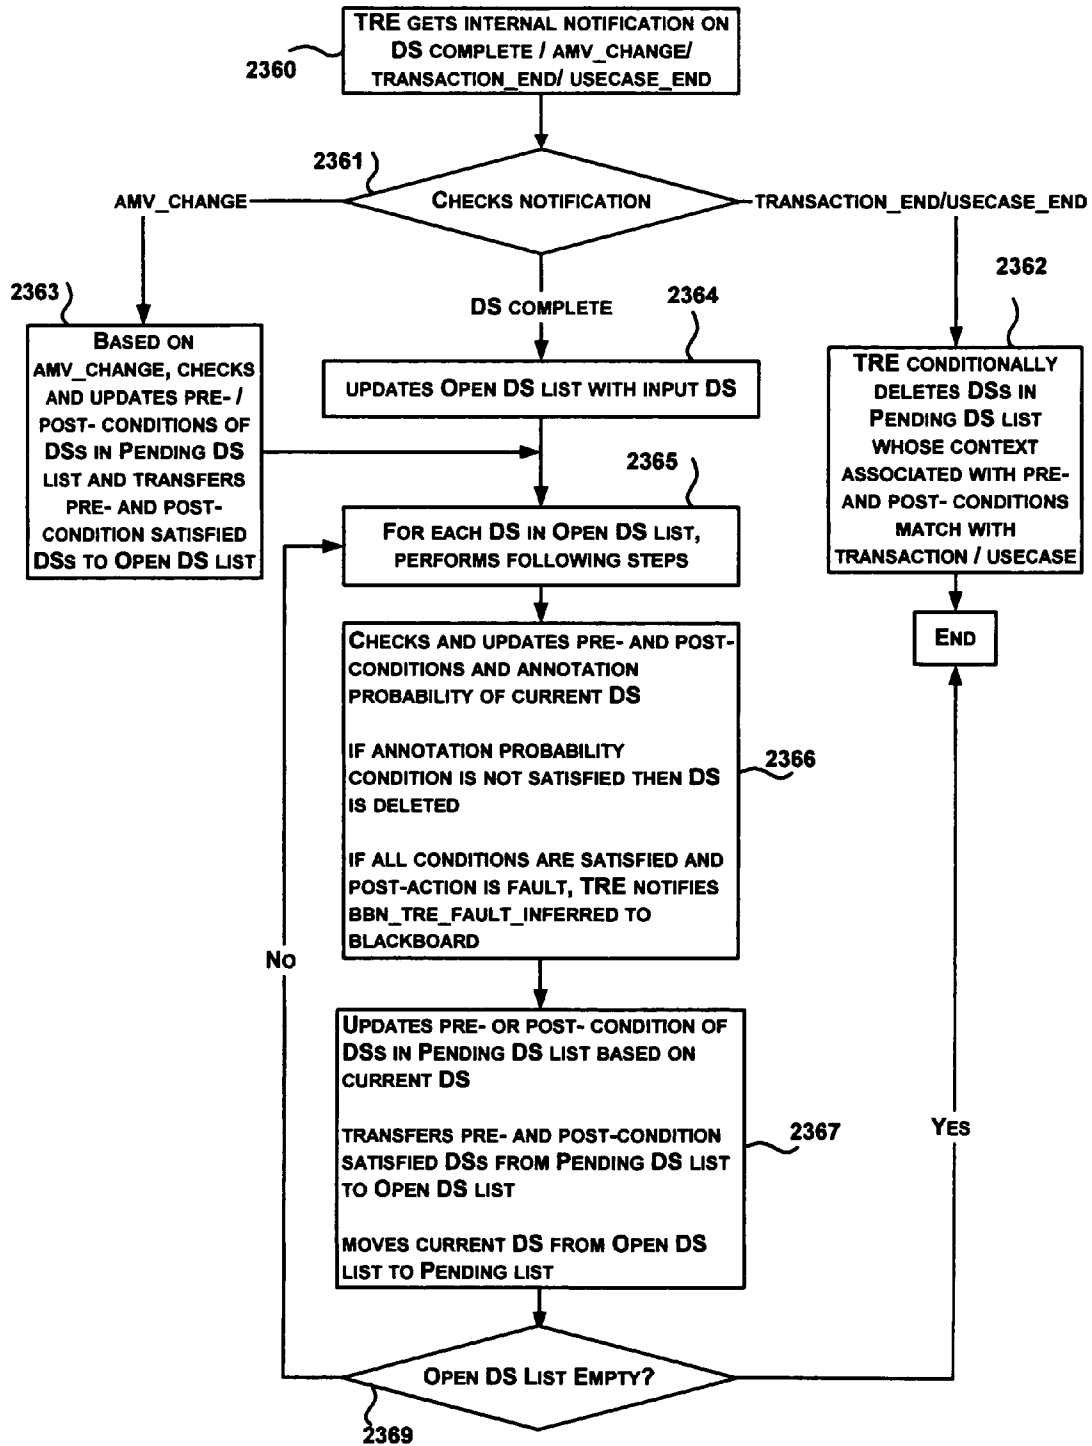 TRE GETS INTERNAL NOTIFICATION ON
DS COMPLETE / AMV_CHANGE/
TRANSACTION_END/ USECASE_END
2360
2361
CHECKS NOTIFICATION
AMV_CHANGE
TRANSACTION_END/USECASE_END
DS COMPLETE
2363
BASED ON
AMV_CHANGE, CHECKS
AND UPDATES PRE- /
POST- CONDITIONS OF
DSS IN PENDING DS
LIST AND TRANSFERS
PRE- AND POST-
CONDITION SATISFIED
DSS TO OPEN DS LIST
2364
UPDATES OPEN DS LIST WITH INPUT DS
2362
TRE CONDITIONALLY
DELETES DSS IN
PENDING DS LIST
WHOSE CONTEXT
ASSOCIATED WITH PRE-
AND POST- CONDITIONS
MATCH WITH
TRANSACTION / USECASE
END
2365
FOR EACH DS IN OPEN DS LIST,
PERFORMS FOLLOWING STEPS
CHECKS AND UPDATES PRE- AND POST-
CONDITIONS AND ANNOTATION
PROBABILITY OF CURRENT DS
IF ANNOTATION PROBABILITY
CONDITION IS NOT SATISFIED THEN DS
IS DELETED
IF ALL CONDITIONS ARE SATISFIED AND
POST-ACTION IS FAULT, TRE NOTIFIES
BBN_TRE_FAULT_INFERRED TO
BLACKBOARD
2366
NO
UPDATES PRE- OR POST- CONDITION OF
DSS IN PENDING DS LIST BASED ON
CURRENT DS
TRANSFERS PRE- AND POST-CONDITION
SATISFIED DSS FROM PENDING DS LIST
TO OPEN DS LIST
MOVES CURRENT DS FROM OPEN DS
LIST TO PENDING LIST
2367
YES
OPEN DS LIST EMPTY?
2369